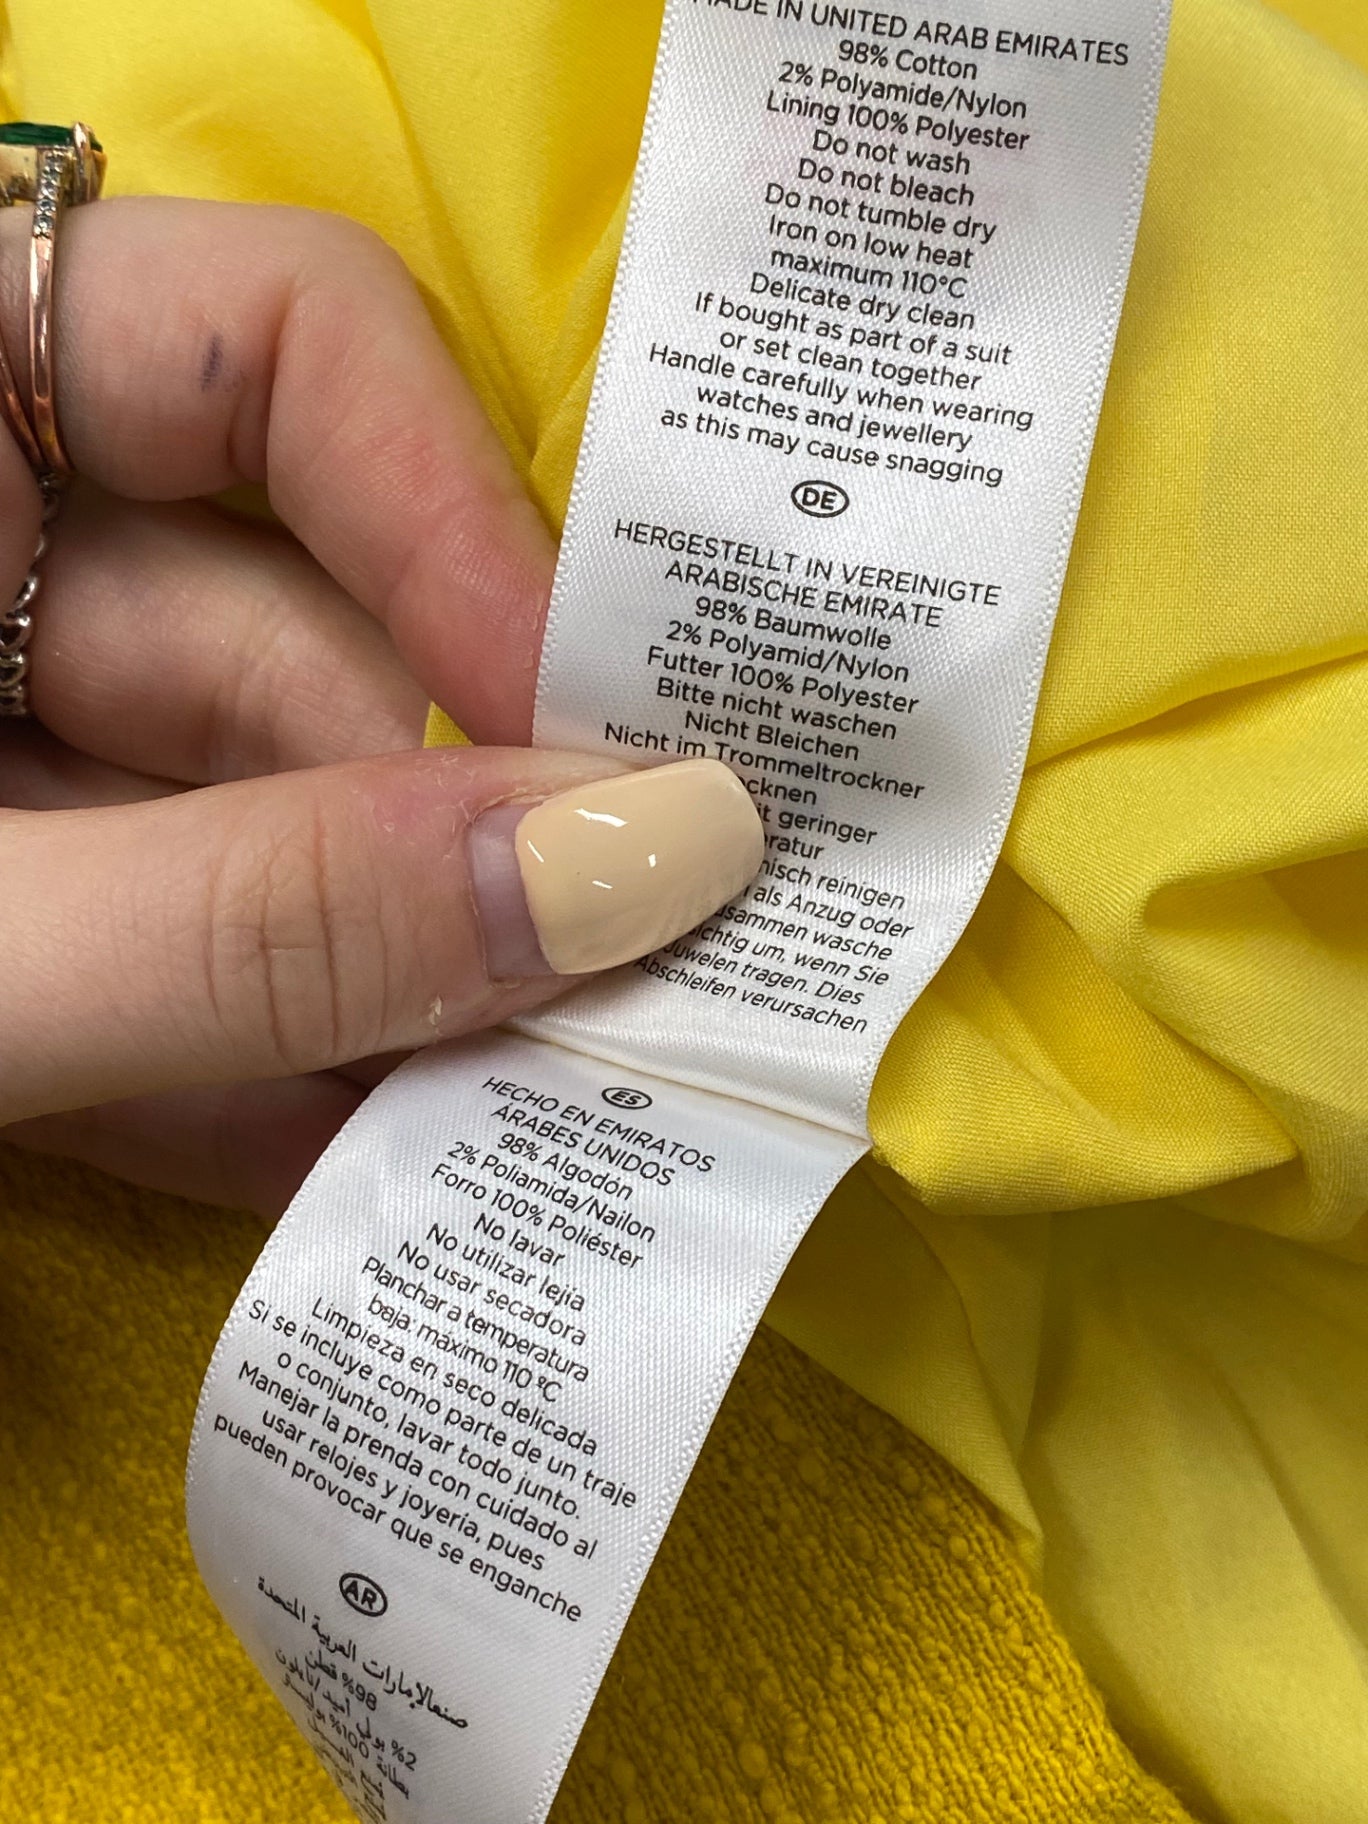 MADE IN UNITED ARAB EMIRATES
98% Cotton
2% Polyamide/Nylon
Lining 100% Polyester
Do not wash
Do not bleach
Do not tumble dry
Iron on low heat
maximum 110°C
Delicate dry clean
If bought as part of a suit
or set clean together
Handle carefully when wearing
watches and jewellery
as this may cause snagging
DE
HERGESTELLT IN VEREINIGTE
ARABISCHE EMIRATE
98% Baumwolle
2% Polyamid/Nylon
Futter 100% Polyester
Bitte nicht waschen
Nicht Bleichen
Nicht im Trommeltrockner
geringer
reinigen
als Anzug oder
wasche
um, wenn Sie
Juwelen tragen. Dies
Abschleifen verursachen
ES
HECHO EN EMIRATOS
ÁRABES UNIDOS
98% Algodón
2% Poliamida/Nailon
Forro 100% Poliéster
No lavar
No utilizar lejía
No usar secadora
Planchar a temperatura
baja. máximo 110 °C
Limpieza en seco delicada
Si se incluye como parte de un traje
o conjunto, lavar todo junto.
Manejar la prenda con cuidado al
usar relojes y joyería, pues
pueden provocar que se enganche
AR
صنع الإمارات العربية المتحدة
98% قطن
2% بولي أميد/نايلون
بطانة 100% بوليستر